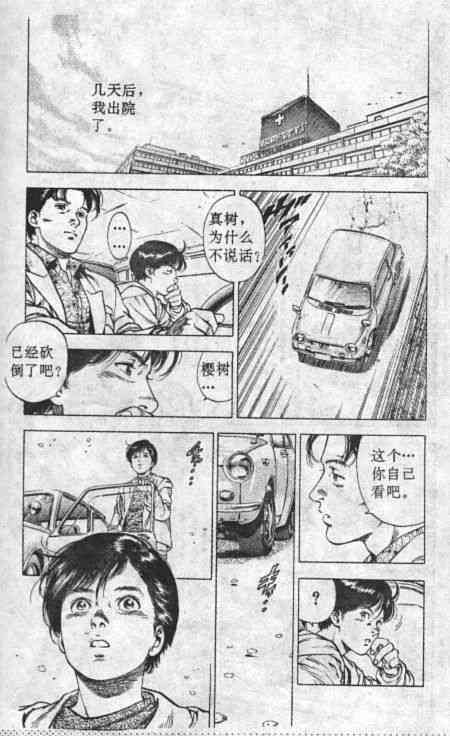 几天后，
我出院
了。
……
真树，
为什么
不说话？
已经砍
倒了吧？
樱树
…
这个…
你自己
看吧。
？